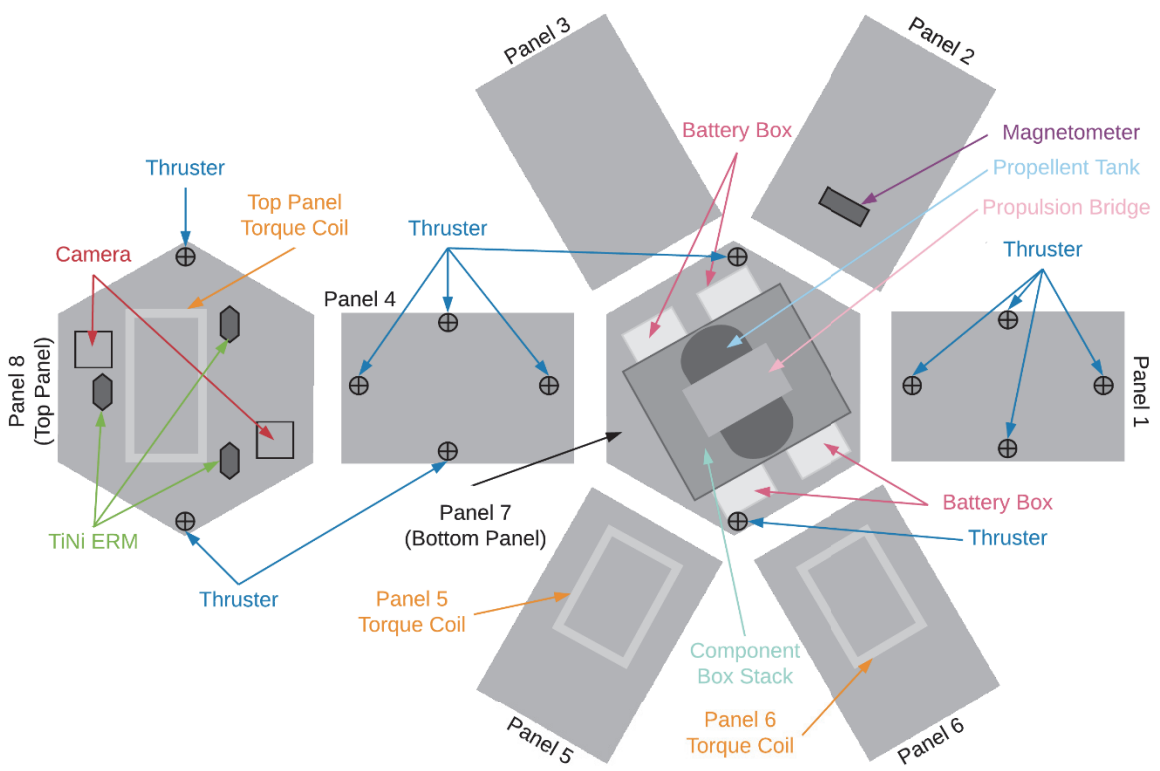 Panel 3
Panel 2
Battery Box
Magnetometer
Propellent Tank
Propulsion Bridge
Thruster
Top Panel
Torque Coil
Thruster
Thruster
Camera
Panel 4
Panel 8
(Top Panel)
Panel 1
TiNi ERM
Panel 7
(Bottom Panel)
Battery Box
Thruster
Thruster
Panel 5
Torque Coil
Component
Box Stack
Panel 6
Torque Coil
Panel 5
Panel 6